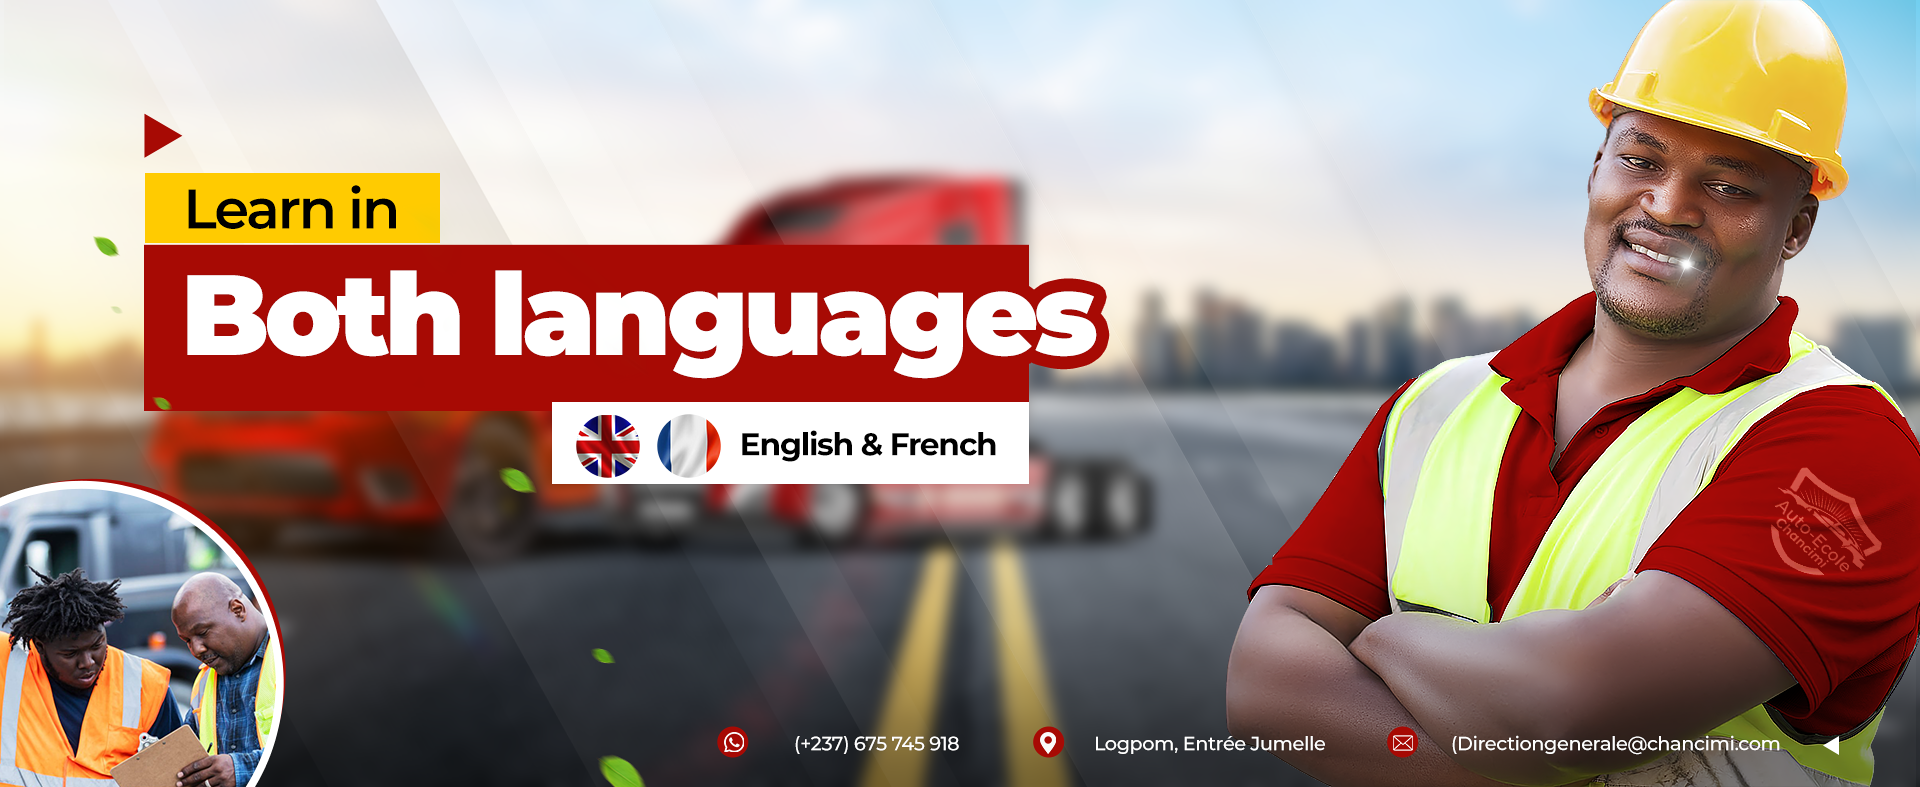 Learn in
Both languages
English & French
Auto-Ecole
Chancimi
(+237) 675 745 918
Logpom, Entrée Jumelle
(Directiongenerale@chancimi.com